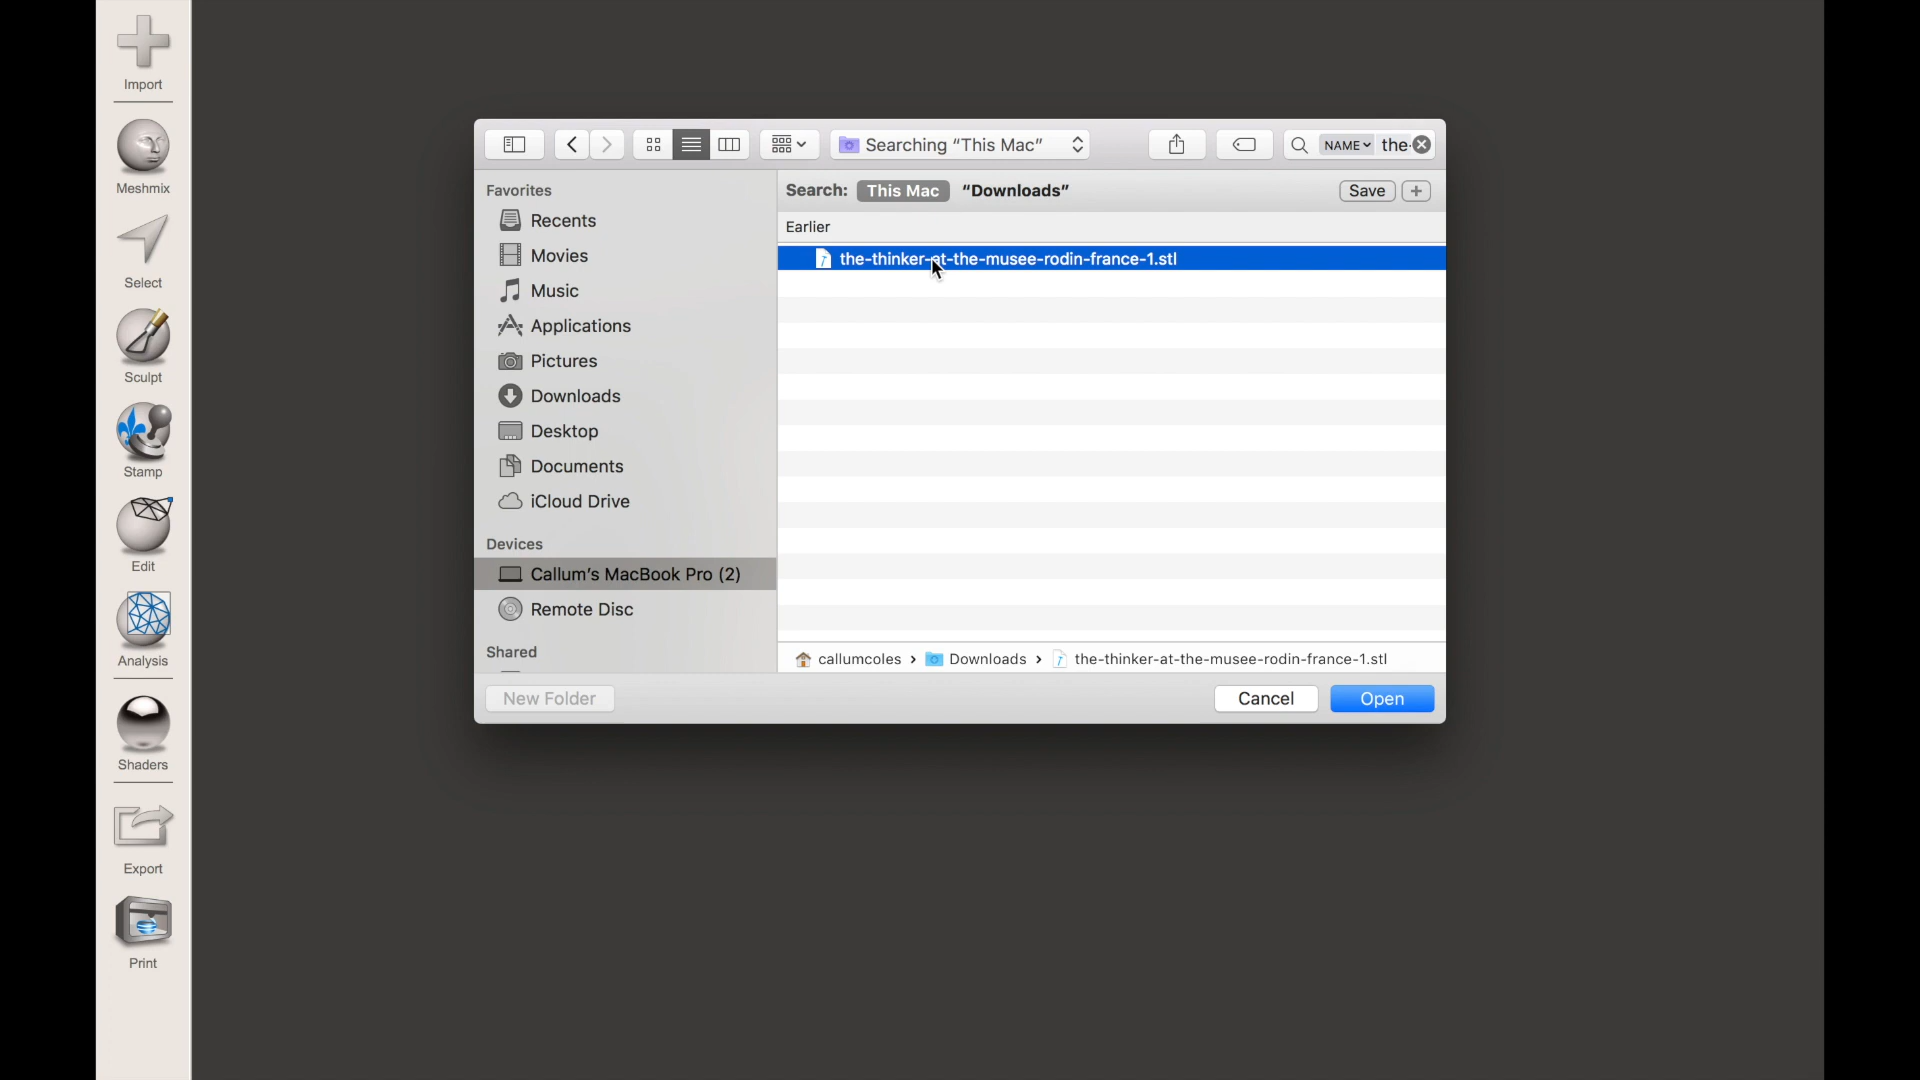 Import
Meshmix
Select
Sculpt
Stamp
Edit
Analysis
Shaders
Export
Print
Searching “This Mac”
NAME the-
Favorites
Recents
Movies
Music
Applications
Pictures
Downloads
Desktop
Documents
iCloud Drive
Devices
Callum’s MacBook Pro (2)
Remote Disc
Shared
Search: This Mac “Downloads” Save +
Earlier
the-thinker-at-the-musee-rodin-france-1.stl
callumcoles › Downloads › the-thinker-at-the-musee-rodin-france-1.stl
New Folder Cancel Open